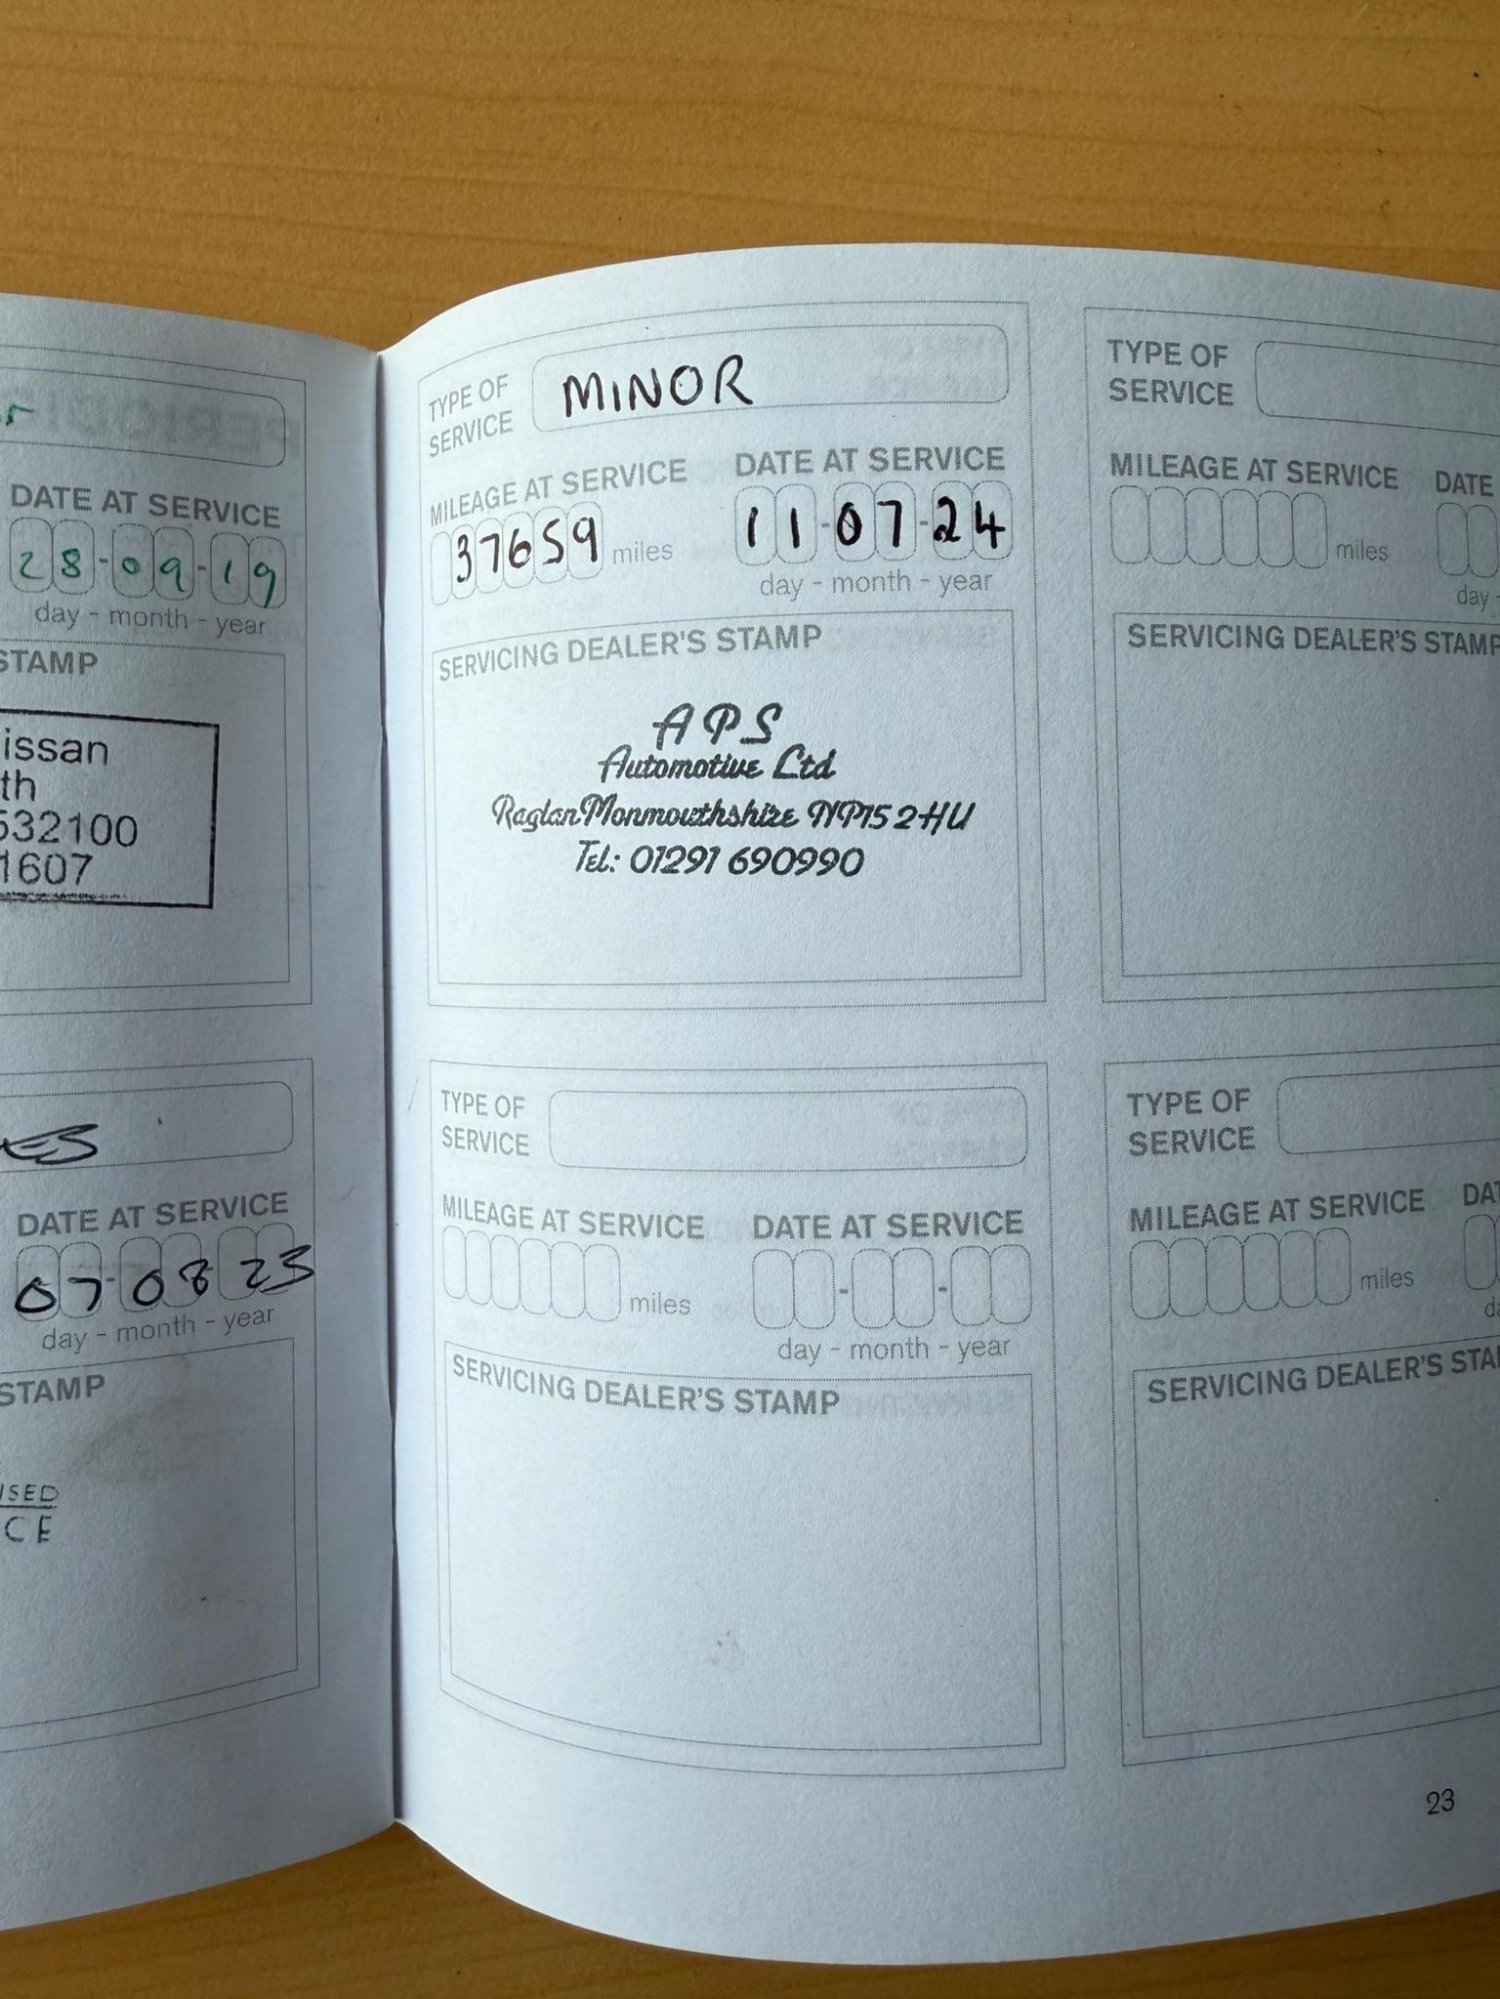 DATE AT SERVICE
28-09-19
day - month - year
STAMP
issan
th
532100
1607
DATE AT SERVICE
07-08 23
day - month - year
STAMP
ISED
CE
TYPE OF
SERVICE
MINOR
MILEAGE AT SERVICE
37659 miles
DATE AT SERVICE
11-07-24
day - month - year
SERVICING DEALER'S STAMP
APS
Automotive Ltd
Raglan Monmouthshire NP15 2HU
Tel: 01291 690990
TYPE OF
SERVICE
MILEAGE AT SERVICE
miles
DATE
day -
SERVICING DEALER'S STAMP
TYPE OF
SERVICE
MILEAGE AT SERVICE
miles
DATE AT SERVICE
day - month - year
SERVICING DEALER'S STAMP
TYPE OF
SERVICE
MILEAGE AT SERVICE
miles
DAT
d
SERVICING DEALER'S STA
23